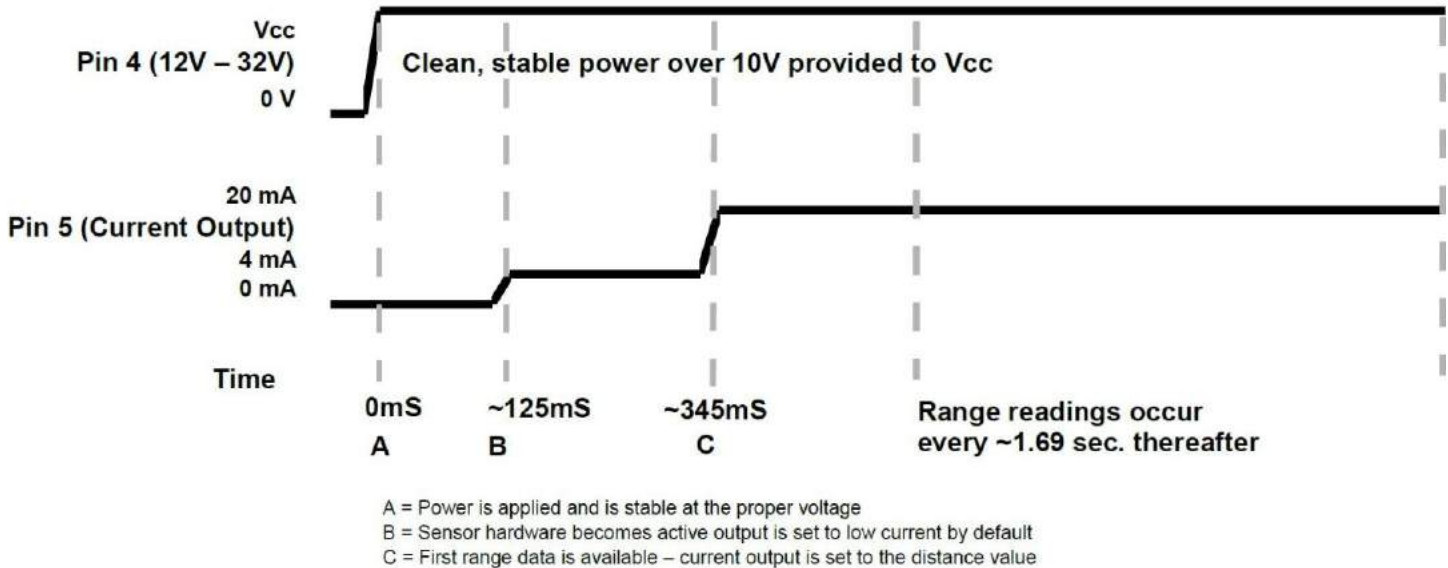 Vcc
Pin 4 (12V – 32V)
0 V
Clean, stable power over 10V provided to Vcc
20 mA
Pin 5 (Current Output)
4 mA
0 mA
Time
0mS
~125mS
~345mS
A
B
C
Range readings occur
every ~1.69 sec. thereafter
A = Power is applied and is stable at the proper voltage
B = Sensor hardware becomes active output is set to low current by default
C = First range data is available – current output is set to the distance value